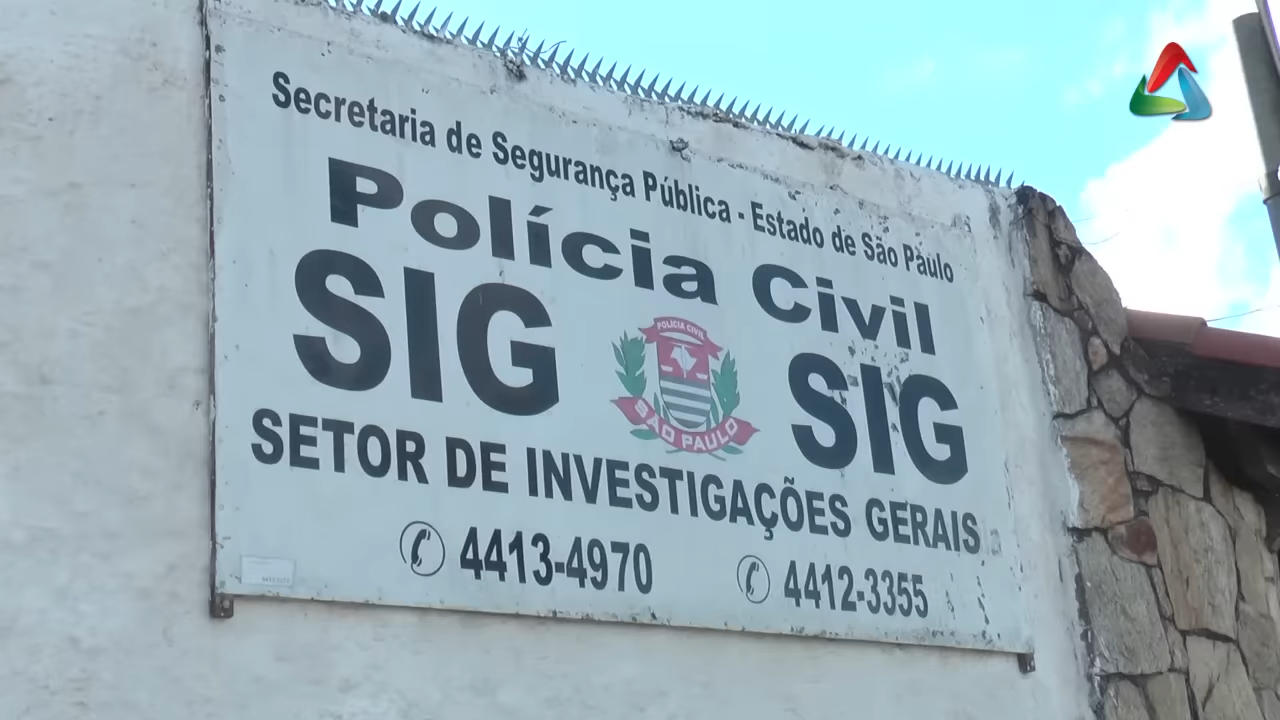 Secretaria de Segurança Pública - Estado de São Paulo
Polícia Civil
SIG SIG
POLÍCIA CIVIL
SÃO PAULO
SETOR DE INVESTIGAÇÕES GERAIS
4413-4970 4412-3355